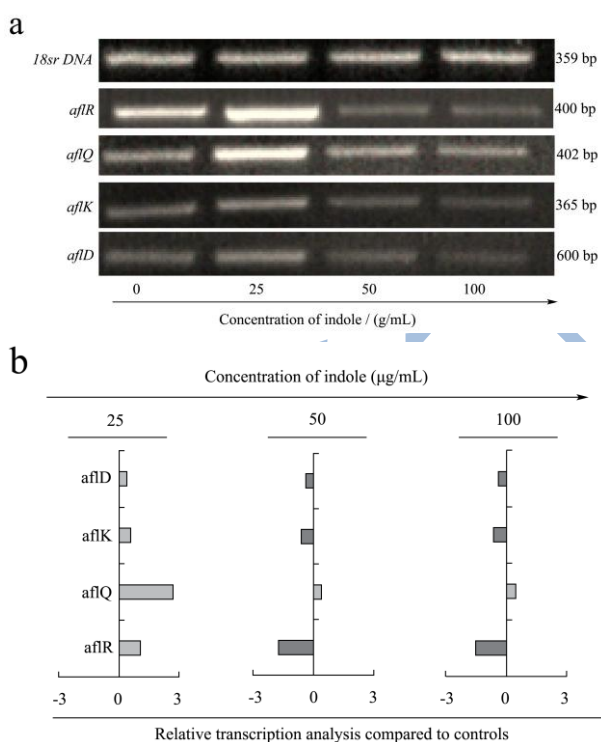 a
18sr DNA 359 bp
aflR 400 bp
aflQ 402 bp
aflK 365 bp
aflD 600 bp
0 25 50 100
Concentration of indole / (g/mL)
b
Concentration of indole (μg/mL)
25 50 100
aflD
aflK
aflQ
aflR
-3 0 3 -3 0 3 -3 0 3
Relative transcription analysis compared to controls